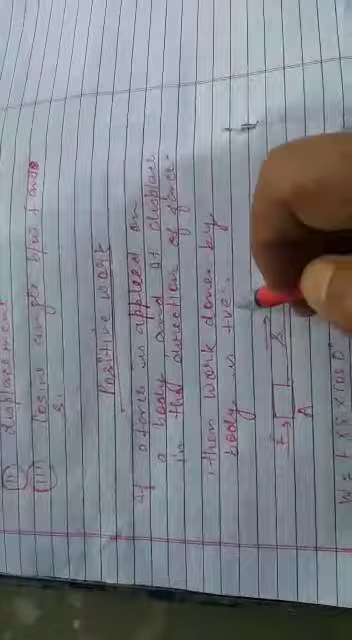 displacement
(iii) Cosine angle b/w F and
s.
Positive work
If a force is applied on
a body and it displace
in the direction of force.
then work done by
body is +ve.
F
S
A
W = F × S × Cos 0°